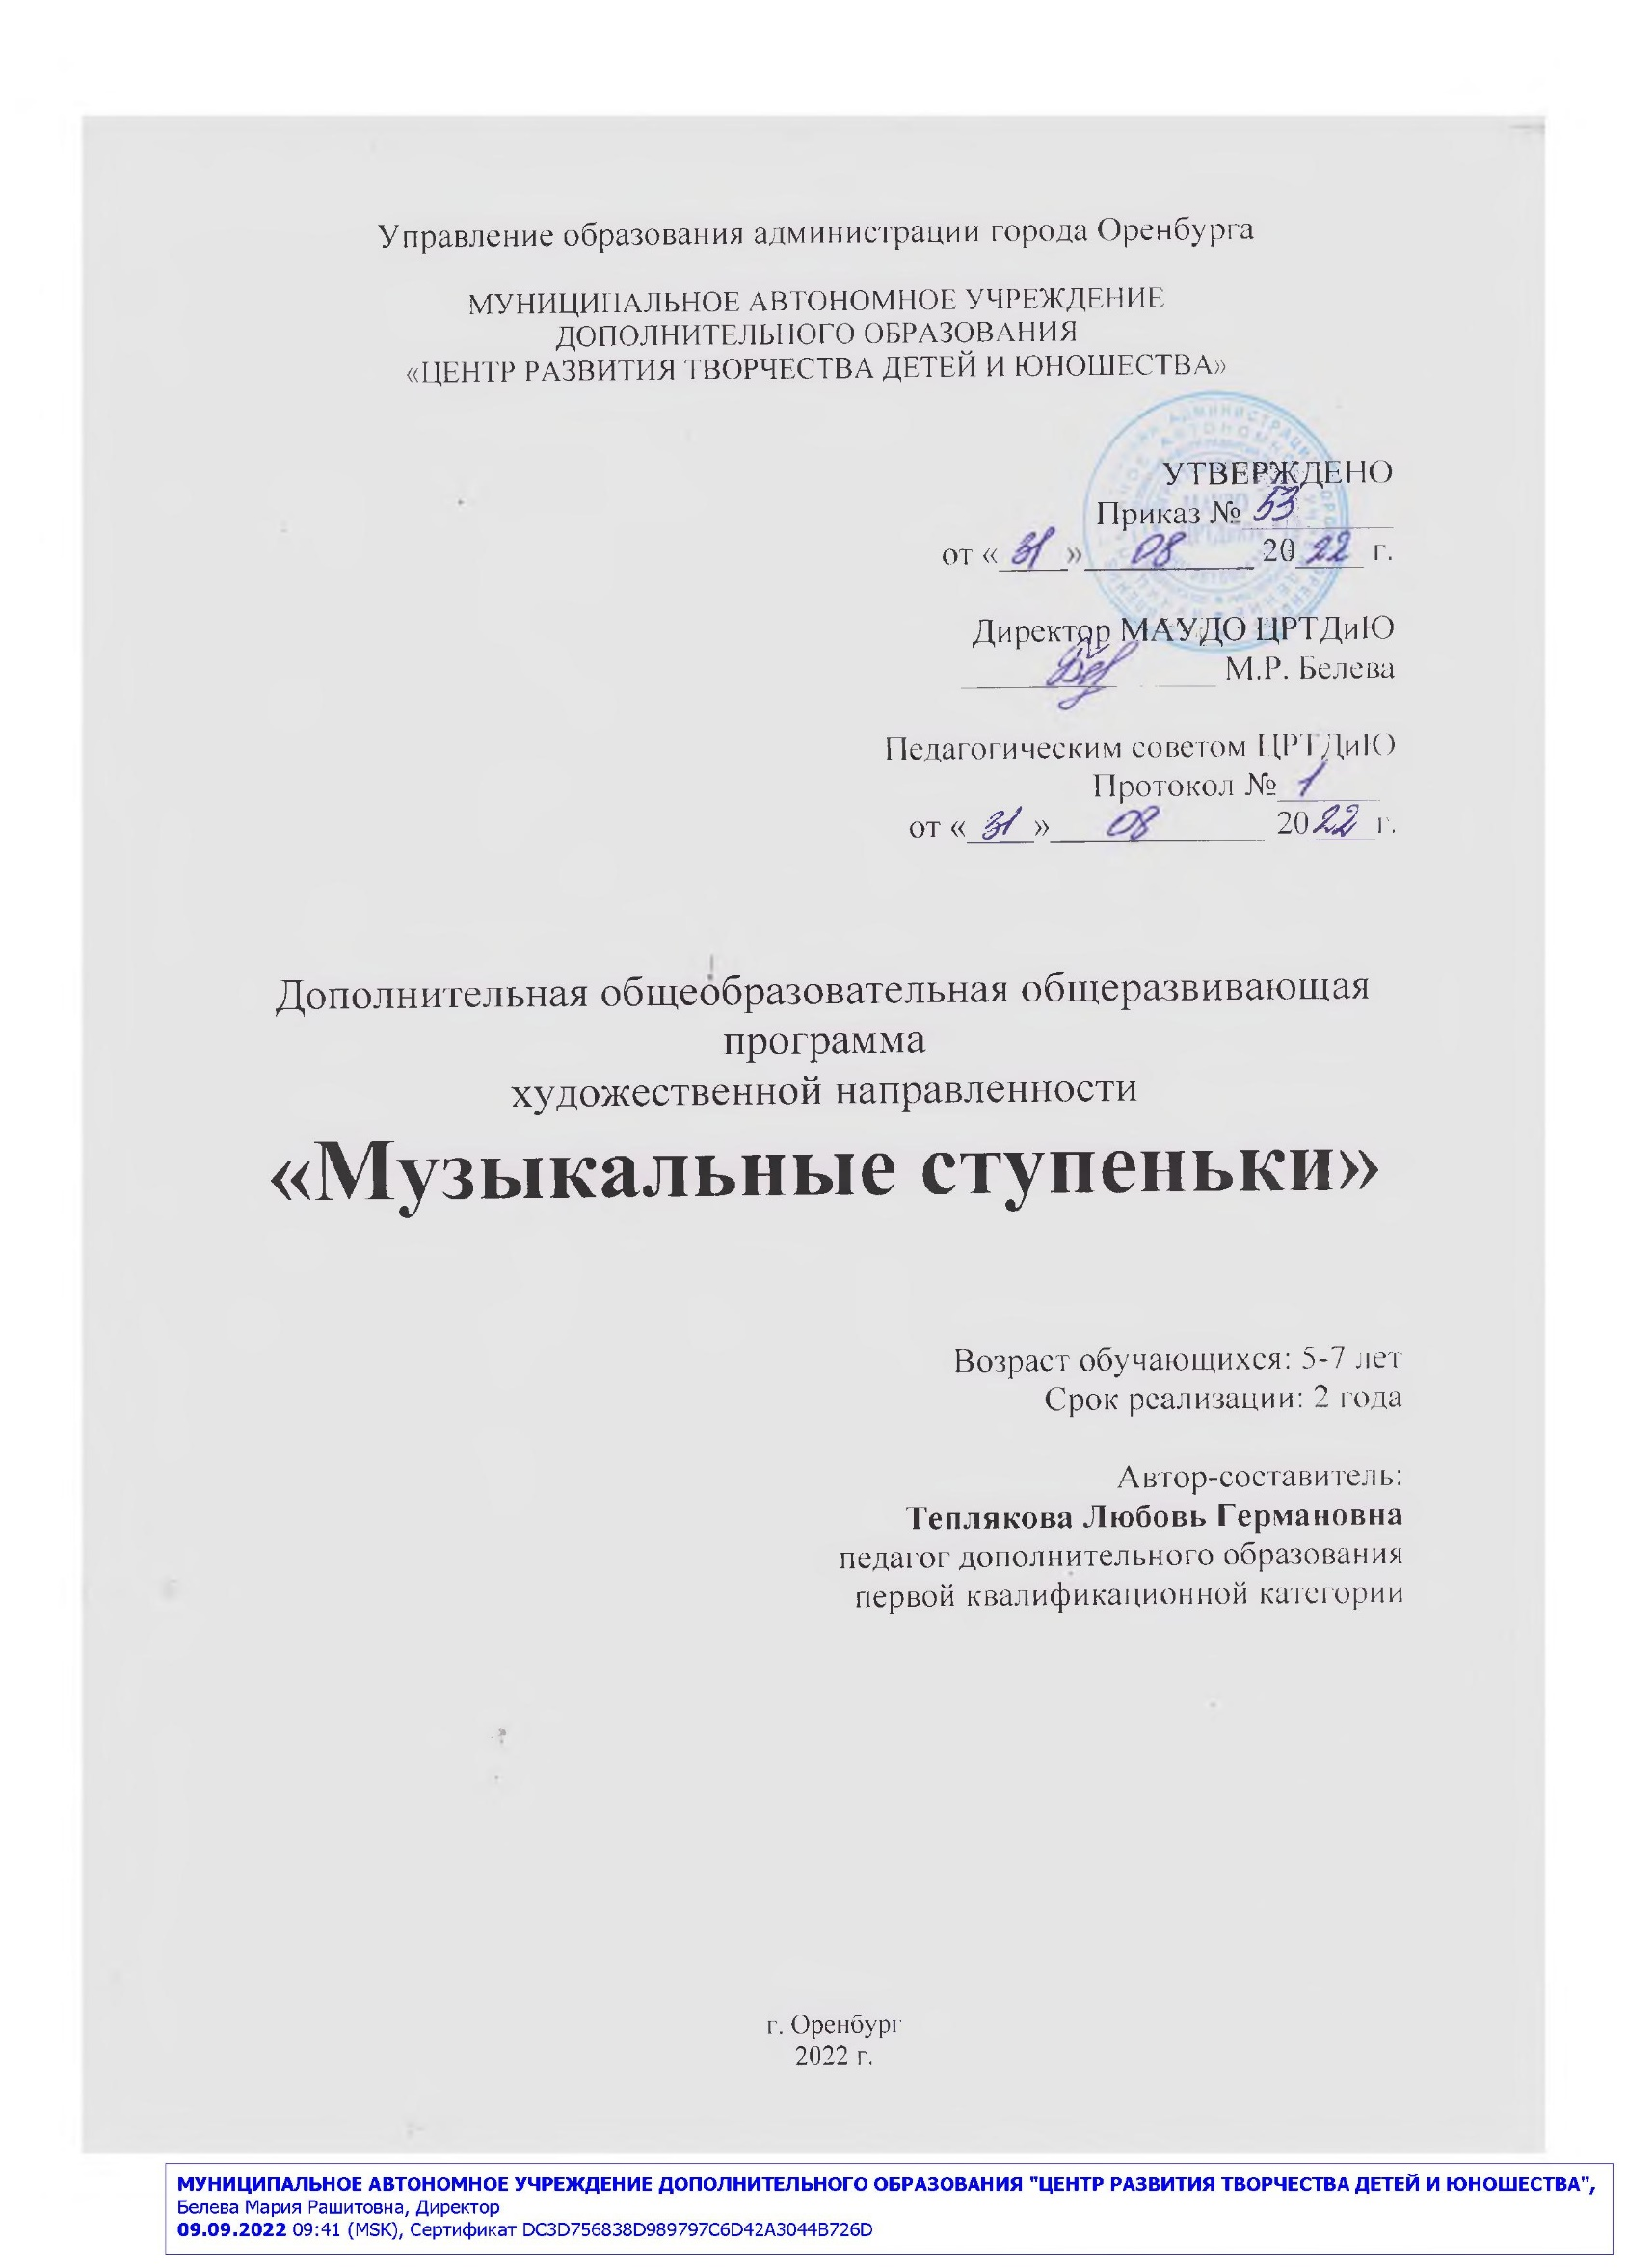 Управление образования администрации города Оренбурга
МУНИЦИПАЛЬНОЕ АВТОНОМНОЕ УЧРЕЖДЕНИЕ
ДОПОЛНИТЕЛЬНОГО ОБРАЗОВАНИЯ
«ЦЕНТР РАЗВИТИЯ ТВОРЧЕСТВА ДЕТЕЙ И ЮНОШЕСТВА»
УТВЕРЖДЕНО
Приказ № 53
от «31» 08 2022 г.
Директор МАУДО ЦРТДиЮ
М.Р. Белева
Педагогическим советом ЦРТДиЮ
Протокол № 1
от «31» 08 2022 г.
Дополнительная общеобразовательная общеразвивающая
программа
художественной направленности
«Музыкальные ступеньки»
Возраст обучающихся: 5-7 лет
Срок реализации: 2 года
Автор-составитель:
Теплякова Любовь Германовна
педагог дополнительного образования
первой квалификационной категории
г. Оренбург
2022 г.
МУНИЦИПАЛЬНОЕ АВТОНОМНОЕ УЧРЕЖДЕНИЕ ДОПОЛНИТЕЛЬНОГО ОБРАЗОВАНИЯ "ЦЕНТР РАЗВИТИЯ ТВОРЧЕСТВА ДЕТЕЙ И ЮНОШЕСТВА",
Белева Мария Рашитовна, Директор
09.09.2022 09:41 (MSK), Сертификат DC3D756838D989797C6D42A3044B726D